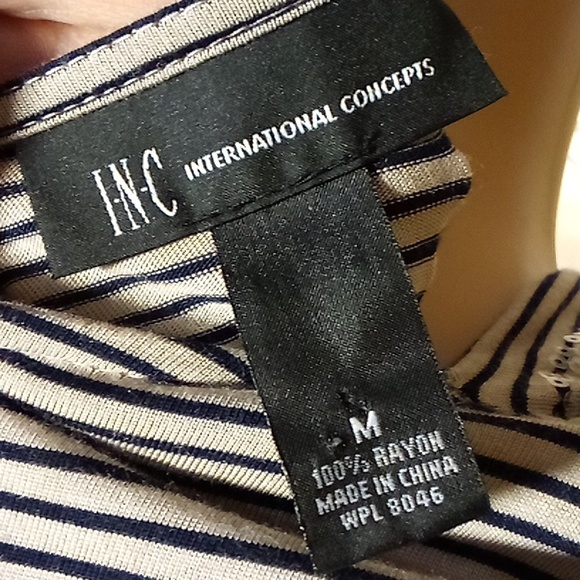 I·N·C INTERNATIONAL CONCEPTS
M
100% RAYON
MADE IN CHINA
WPL 8046